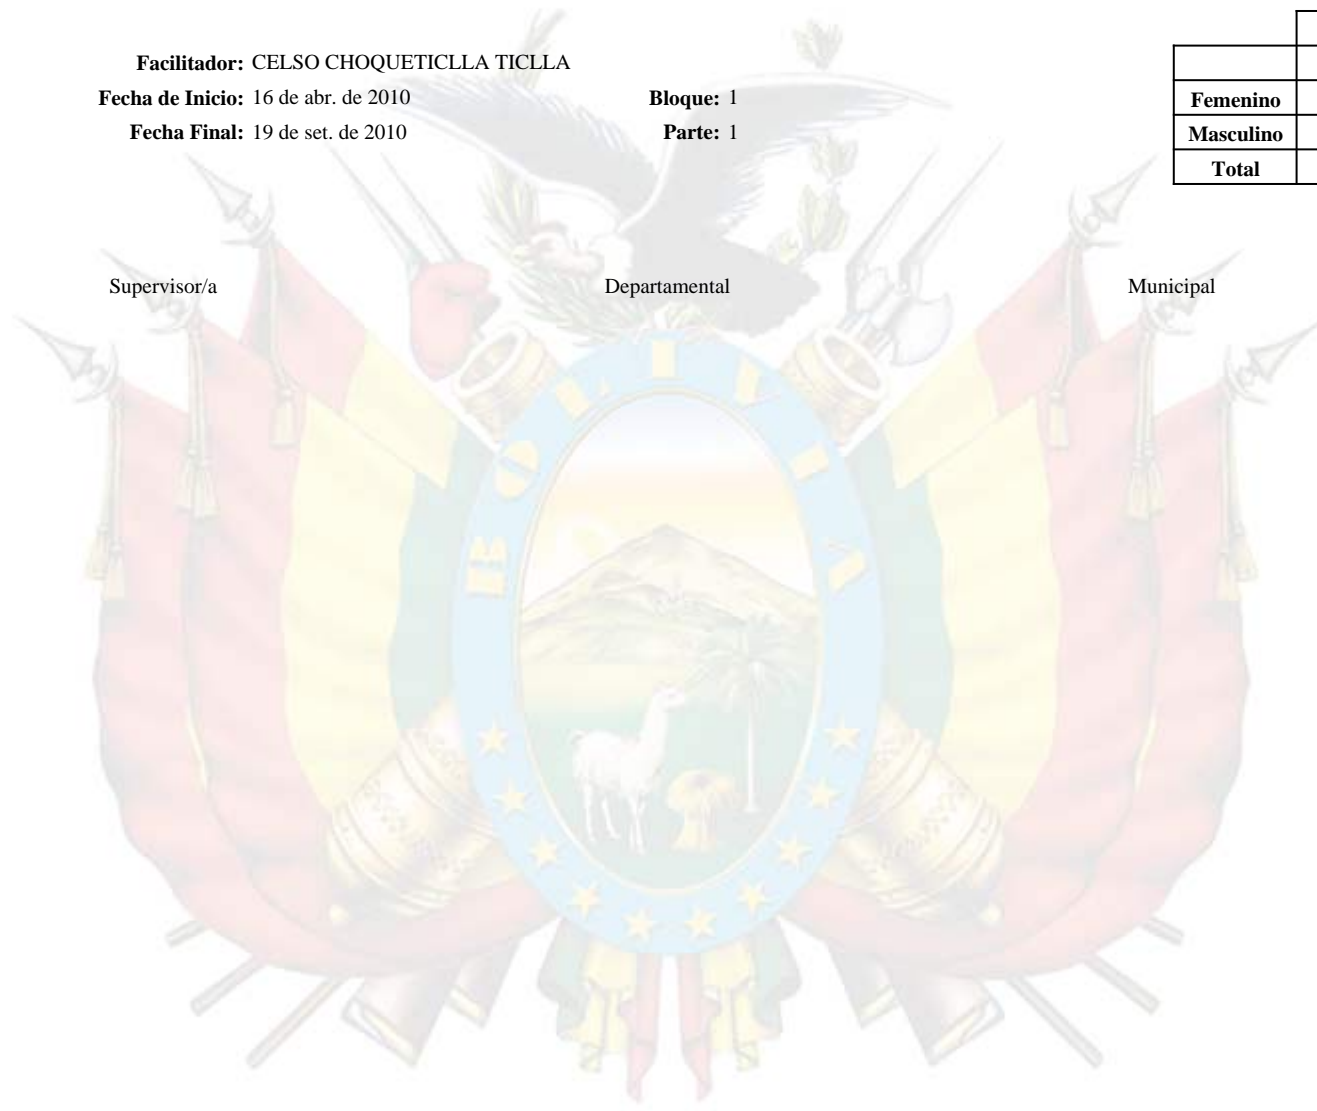 Facilitador: CELSO CHOQUETICLLA TICLLA
Fecha de Inicio: 16 de abr. de 2010 Bloque: 1
Fecha Final: 19 de set. de 2010 Parte: 1
Femenino
Masculino
Total
Supervisor/a Departamental Municipal
BOLIVIA